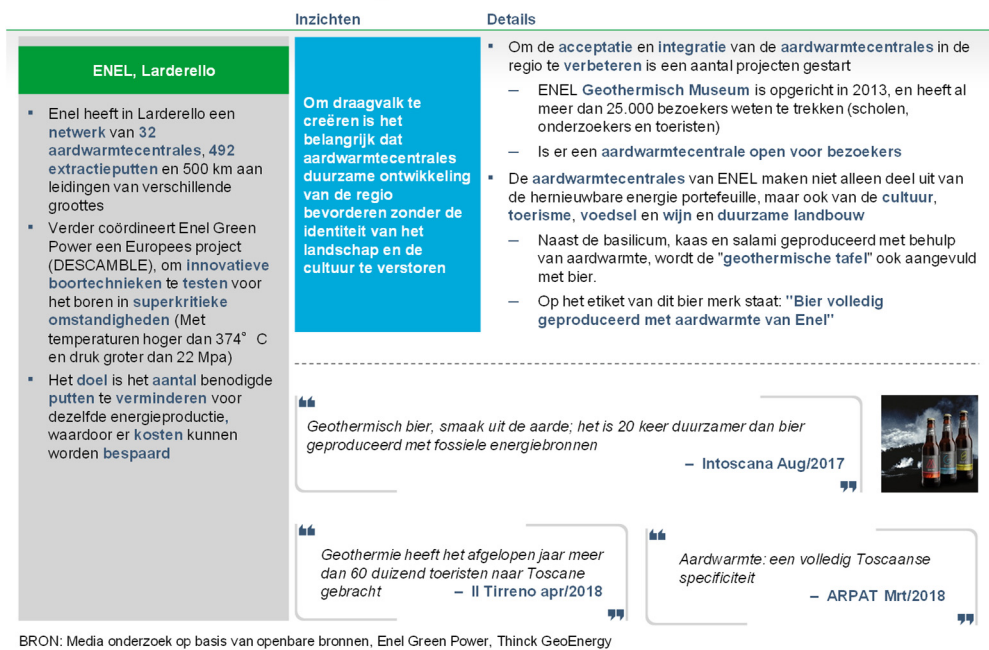 Inzichten
Details
ENEL, Larderello
▪ Enel heeft in Larderello een
netwerk van 32
aardwarmtecentrales, 492
extractieputten en 500 km aan
leidingen van verschillende
groottes
▪ Verder coördineert Enel Green
Power een Europees project
(DESCAMBLE), om innovatieve
boortechnieken te testen voor
het boren in superkritieke
omstandigheden (Met
temperaturen hoger dan 374° C
en druk groter dan 22 Mpa)
▪ Het doel is het aantal benodigde
putten te verminderen voor
dezelfde energieproductie,
waardoor er kosten kunnen
worden bespaard
Om draagvalk te
creëren is het
belangrijk dat
aardwarmtecentrales
duurzame ontwikkeling
van de regio
bevorderen zonder de
identiteit van het
landschap en de
cultuur te verstoren
▪ Om de acceptatie en integratie van de aardwarmtecentrales in de
regio te verbeteren is een aantal projecten gestart
– ENEL Geothermisch Museum is opgericht in 2013, en heeft al
meer dan 25.000 bezoekers weten te trekken (scholen,
onderzoekers en toeristen)
– Is er een aardwarmtecentrale open voor bezoekers
▪ De aardwarmtecentrales van ENEL maken niet alleen deel uit van
de hernieuwbare energie portefeuille, maar ook van de cultuur,
toerisme, voedsel en wijn en duurzame landbouw
– Naast de basilicum, kaas en salami geproduceerd met behulp
van aardwarmte, wordt de "geothermische tafel" ook aangevuld
met bier.
– Op het etiket van dit bier merk staat: "Bier volledig
geproduceerd met aardwarmte van Enel"
❝
Geothermisch bier, smaak uit de aarde; het is 20 keer duurzamer dan bier
geproduceerd met fossiele energiebronnen
– Intoscana Aug/2017
❞
❝
Geothermie heeft het afgelopen jaar meer
dan 60 duizend toeristen naar Toscane
gebracht – Il Tirreno apr/2018
❞
❝
Aardwarmte: een volledig Toscaanse
specificiteit
– ARPAT Mrt/2018
❞
BRON: Media onderzoek op basis van openbare bronnen, Enel Green Power, Thinck GeoEnergy